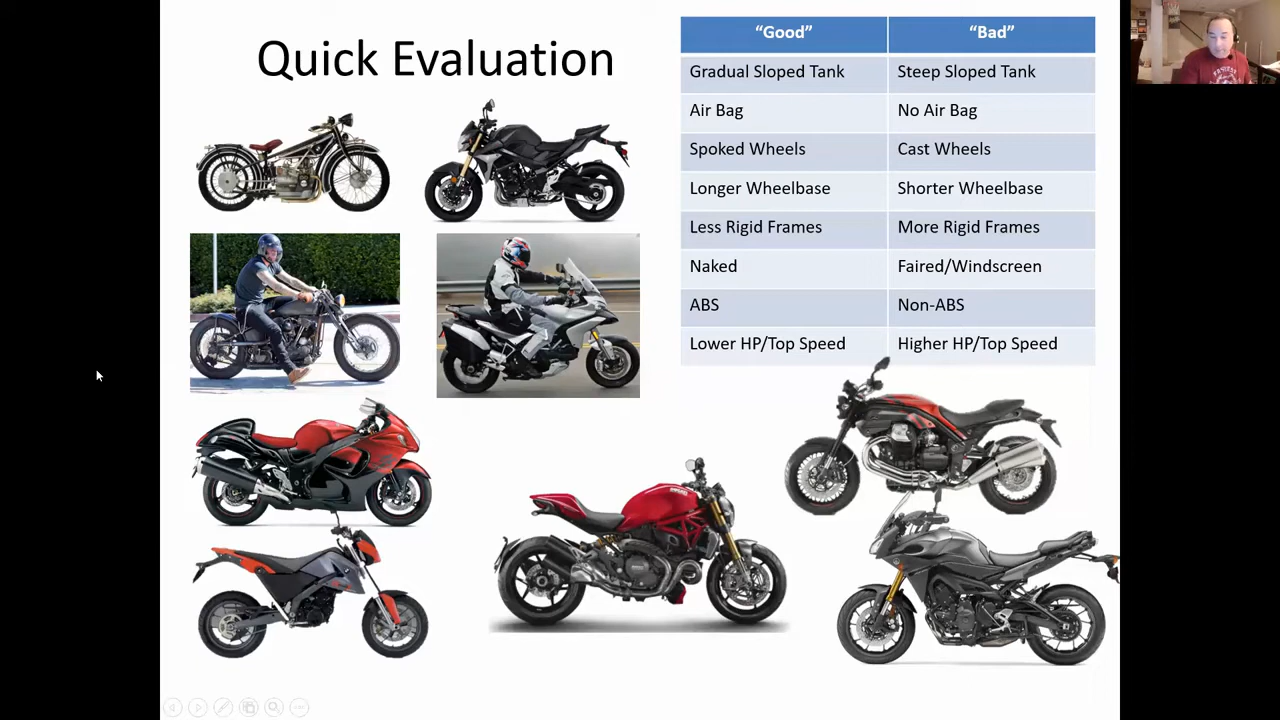 Quick Evaluation
“Good” “Bad”
Gradual Sloped Tank Steep Sloped Tank
Air Bag No Air Bag
Spoked Wheels Cast Wheels
Longer Wheelbase Shorter Wheelbase
Less Rigid Frames More Rigid Frames
Naked Faired/Windscreen
ABS Non-ABS
Lower HP/Top Speed Higher HP/Top Speed